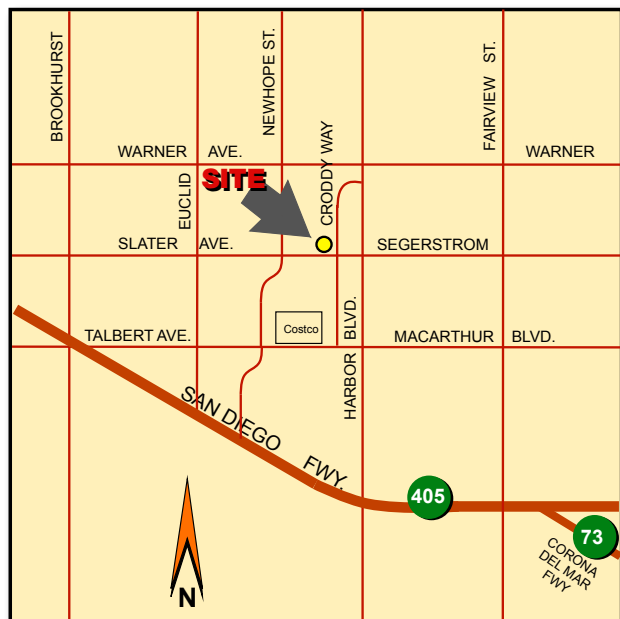 BROOKHURST
NEWHOPE ST.
FAIRVIEW ST.
CRODDY WAY
WARNER AVE.
WARNER
EUCLID
SITE
SLATER AVE.
SEGERSTROM
Costco
HARBOR BLVD.
TALBERT AVE.
MACARTHUR BLVD.
SAN DIEGO FWY.
405
73
CORONA
DEL MAR
FWY
N